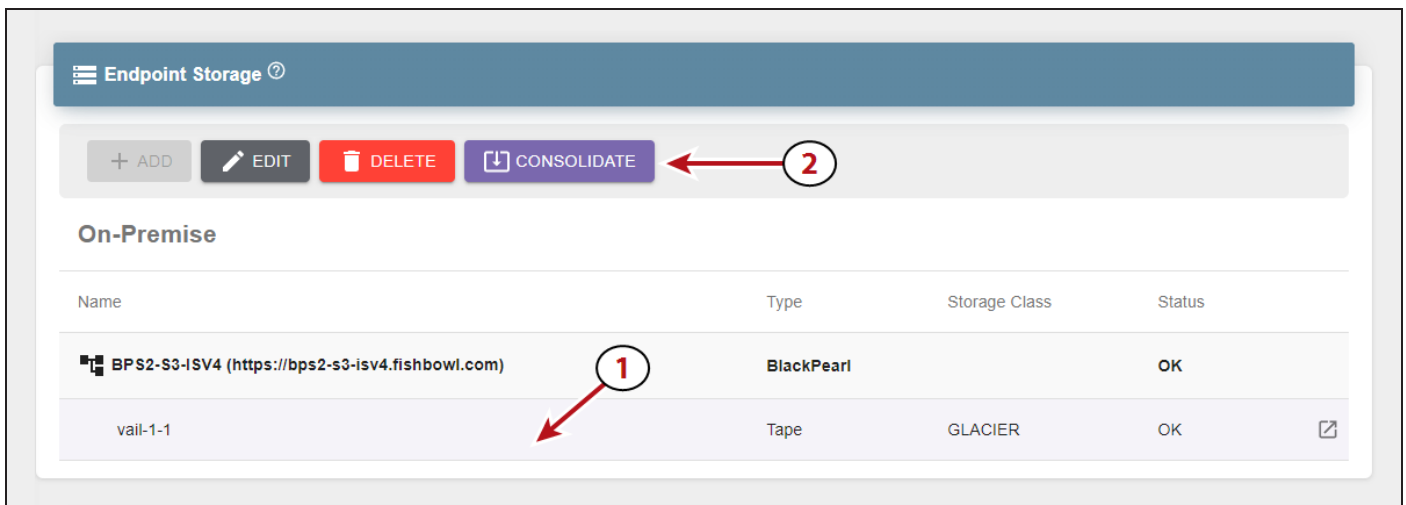 Endpoint Storage ?
+ ADD EDIT DELETE CONSOLIDATE 2
On-Premise
Name Type Storage Class Status
BPS2-S3-ISV4 (https://bps2-s3-isv4.fishbowl.com) 1 BlackPearl OK
vail-1-1 Tape GLACIER OK